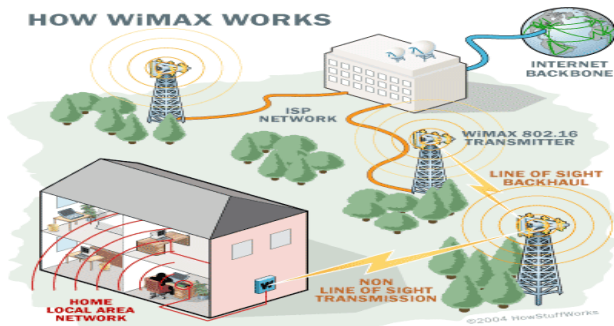 HOW WiMAX WORKS
INTERNET
BACKBONE
ISP
NETWORK
WiMAX 802.16
TRANSMITTER
LINE OF SIGHT
BACKHAUL
NON
LINE OF SIGHT
TRANSMISSION
HOME
LOCAL AREA
NETWORK
©2004 HowStuffWorks